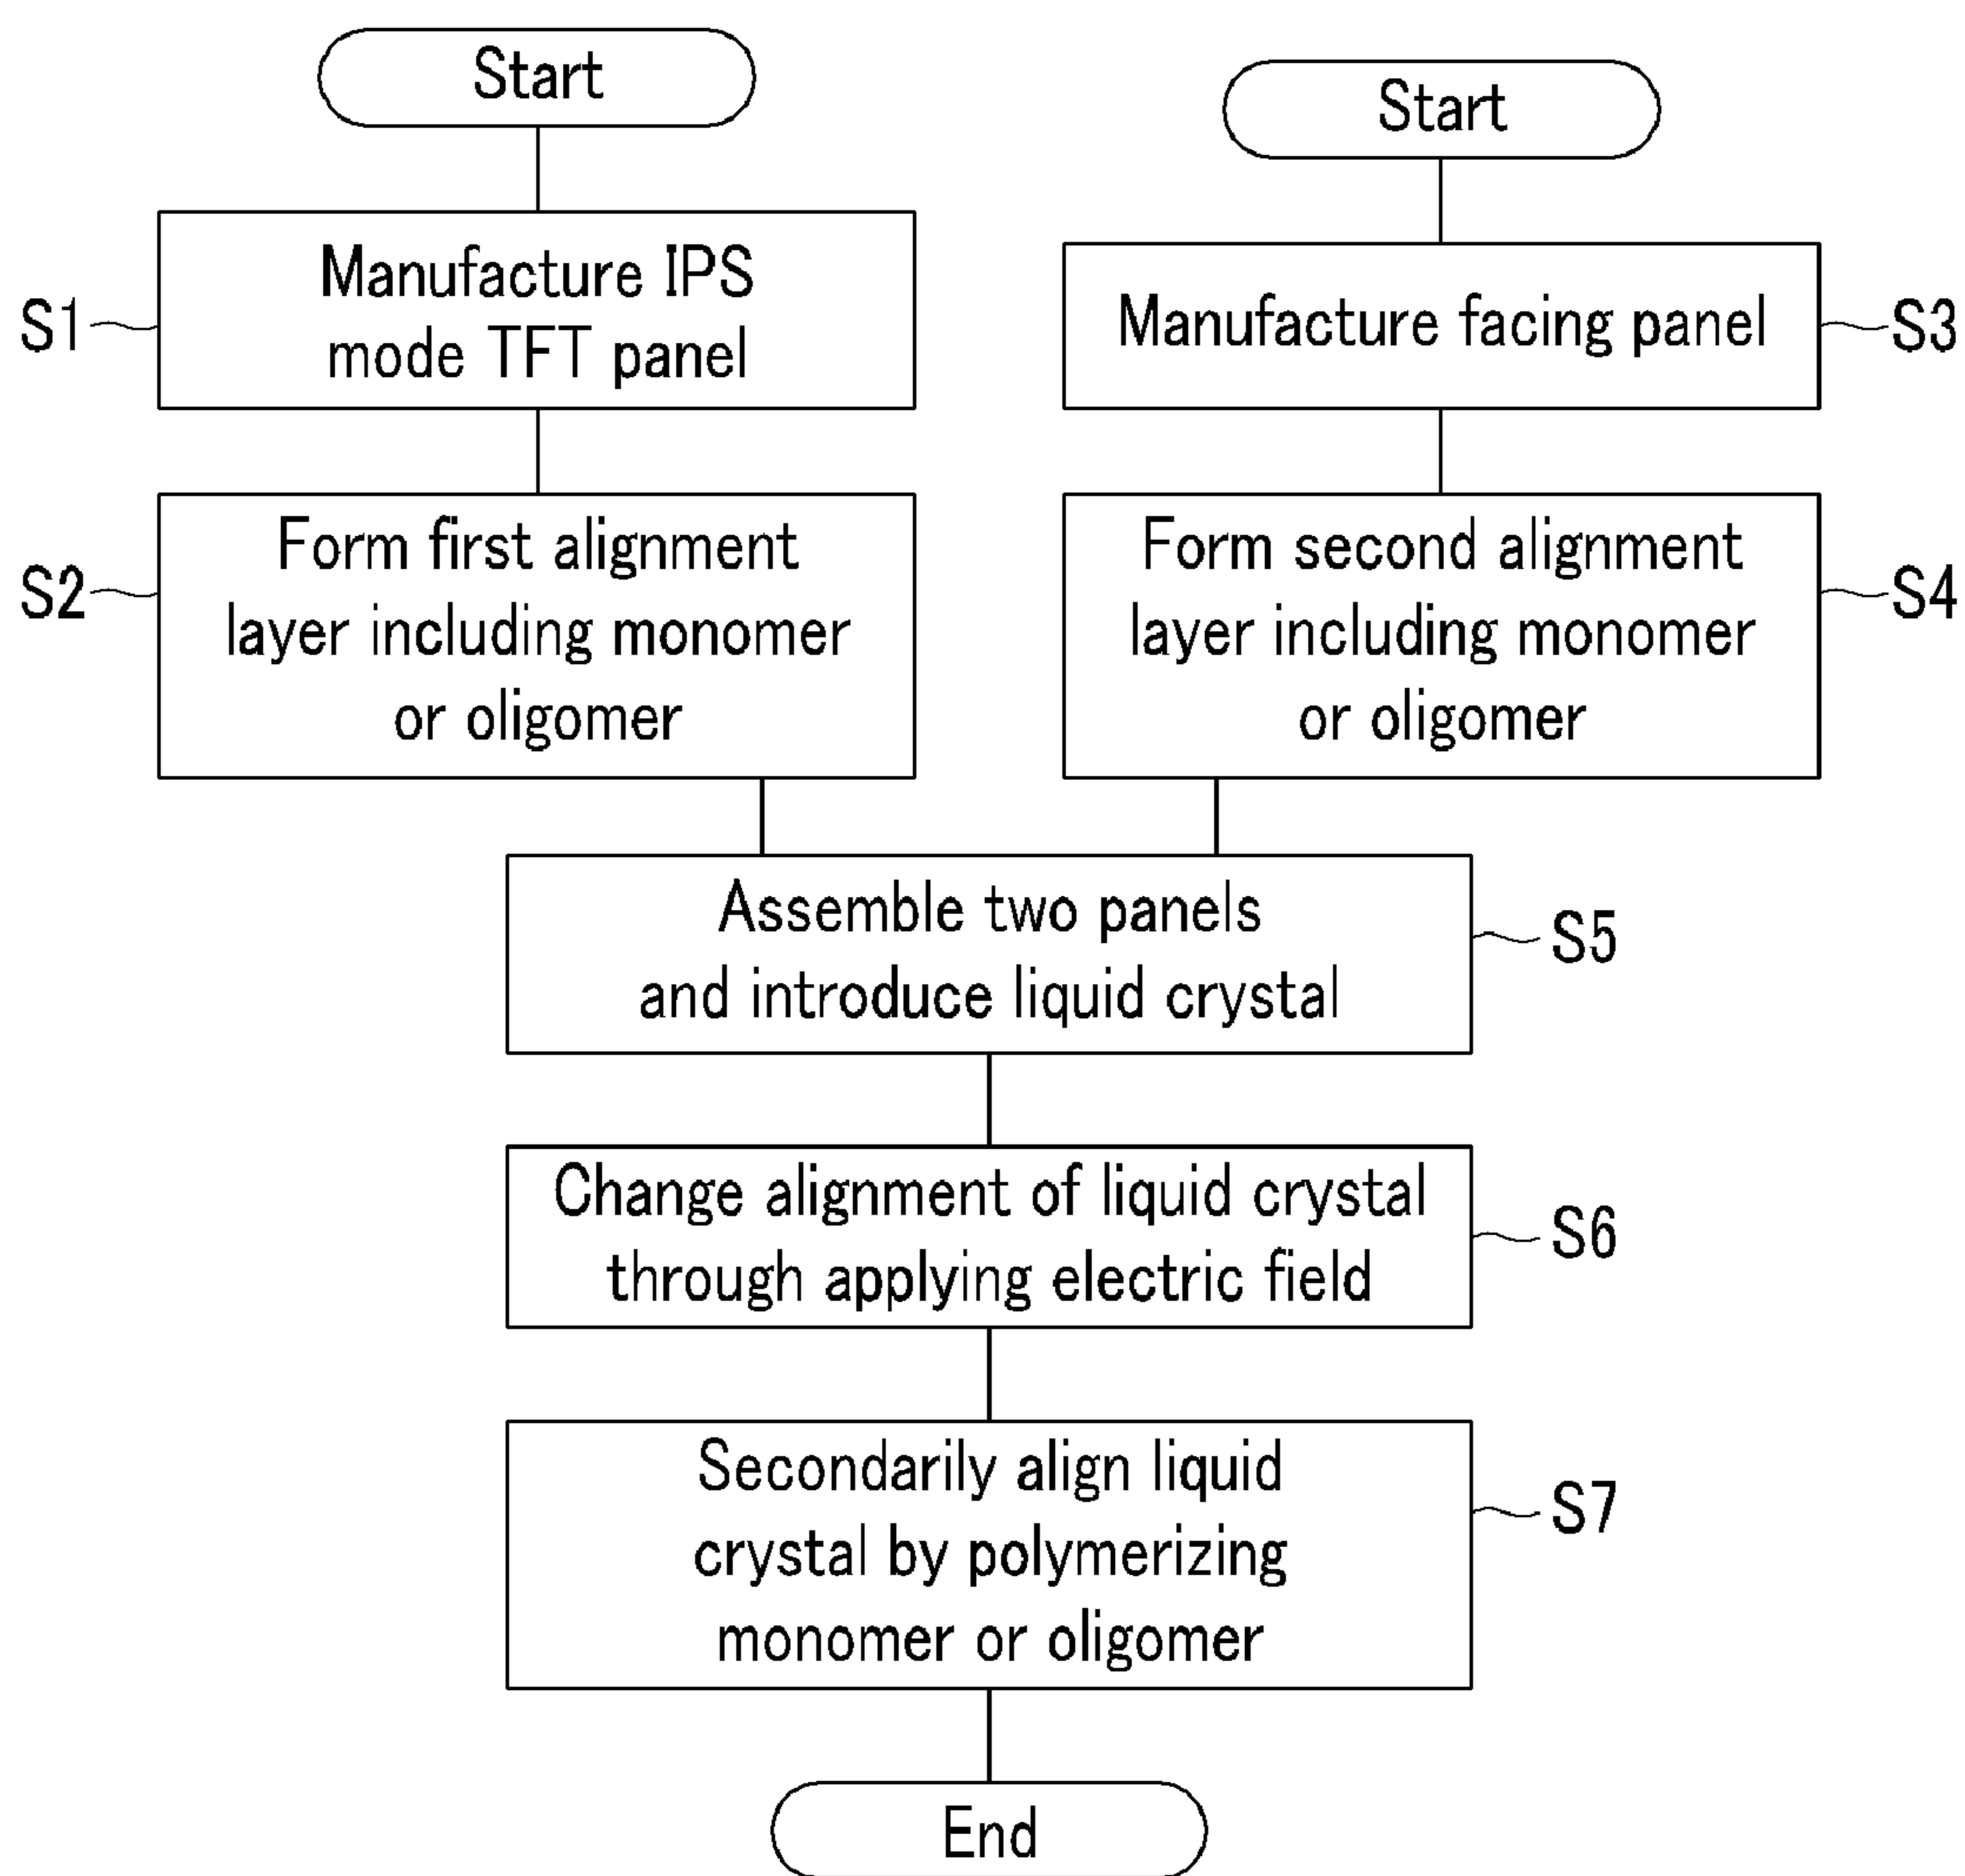 Start
Manufacture IPS
mode TFT panel
S1
Form first alignment
layer including monomer
or oligomer
S2
Start
Manufacture facing panel
S3
Form second alignment
layer including monomer
or oligomer
S4
Assemble two panels
and introduce liquid crystal
S5
Change alignment of liquid crystal
through applying electric field
S6
Secondarily align liquid
crystal by polymerizing
monomer or oligomer
S7
End